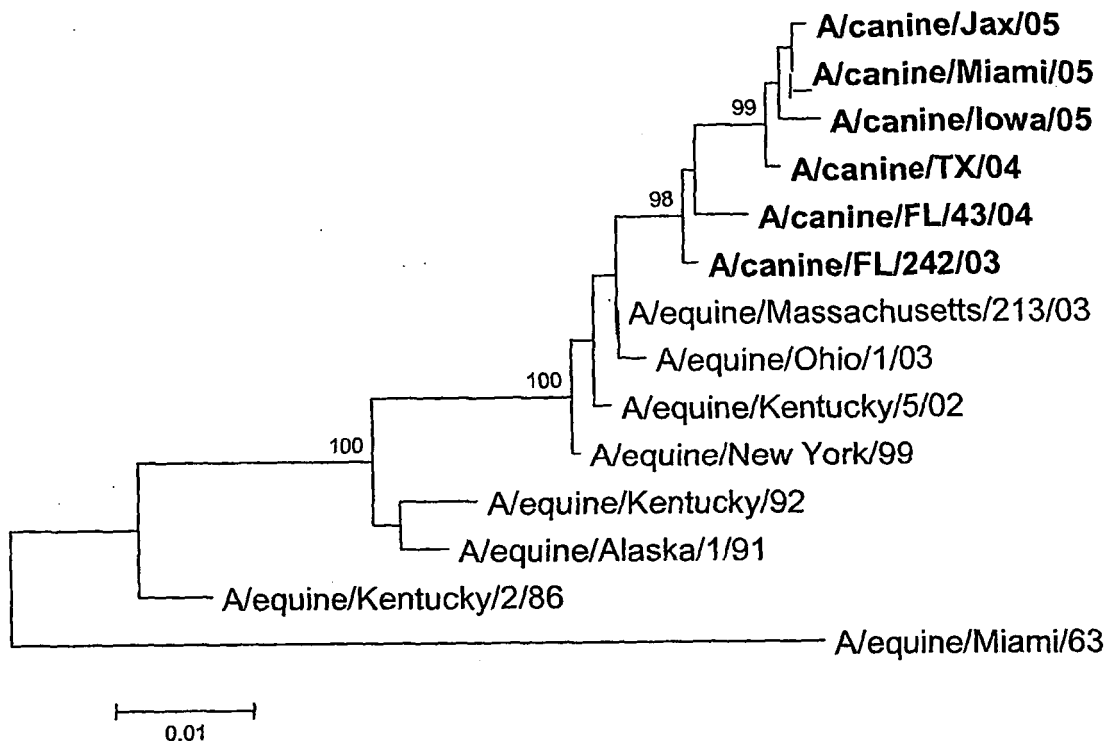 A/canine/Jax/05
A/canine/Miami/05
99
A/canine/Iowa/05
A/canine/TX/04
98
A/canine/FL/43/04
A/canine/FL/242/03
A/equine/Massachusetts/213/03
A/equine/Ohio/1/03
100
A/equine/Kentucky/5/02
100
A/equine/New York/99
A/equine/Kentucky/92
A/equine/Alaska/1/91
A/equine/Kentucky/2/86
A/equine/Miami/63
0.01